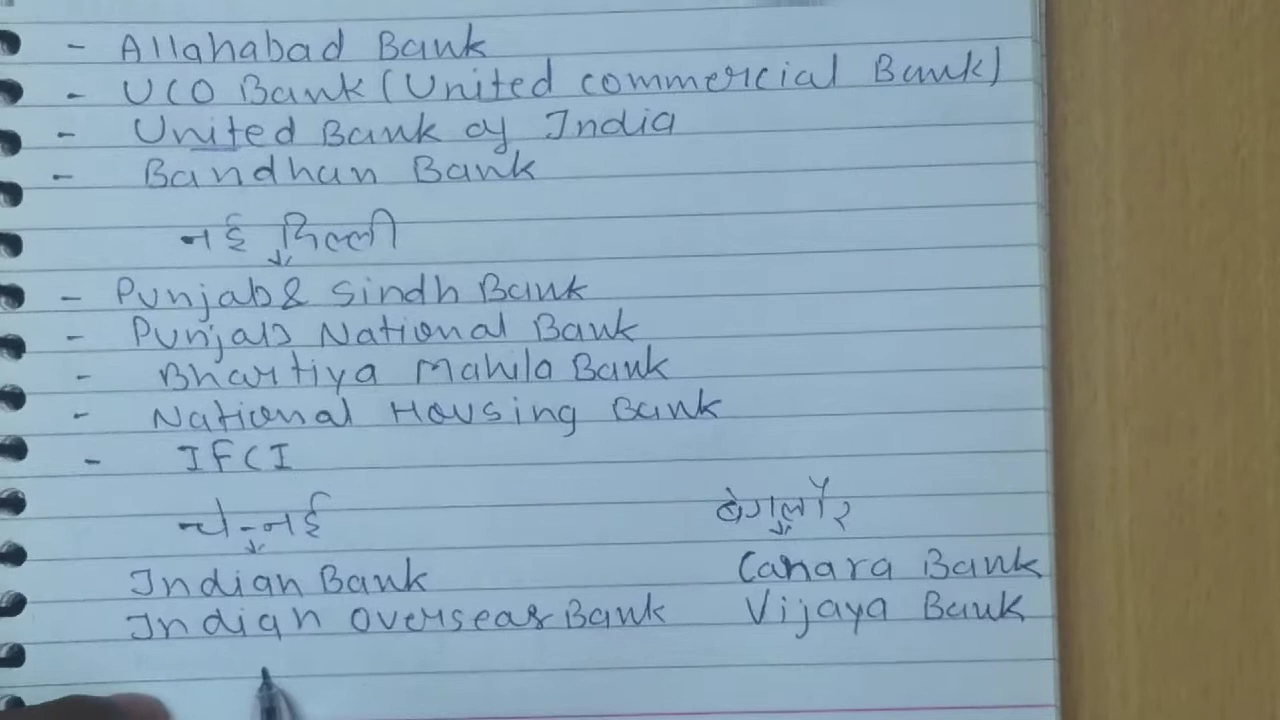 - Allahabad Bank
- UCO Bank (United commercial Bank)
- United Bank of India
- Bandhan Bank
नई दिल्ली
- Punjab & Sindh Bank
- Punjab National Bank
- Bhartiya Mahila Bank
- National Housing Bank
- IFCI
चेन्नई
Indian Bank
Indian Overseas Bank
बेंगलौर
Canara Bank
Vijaya Bank